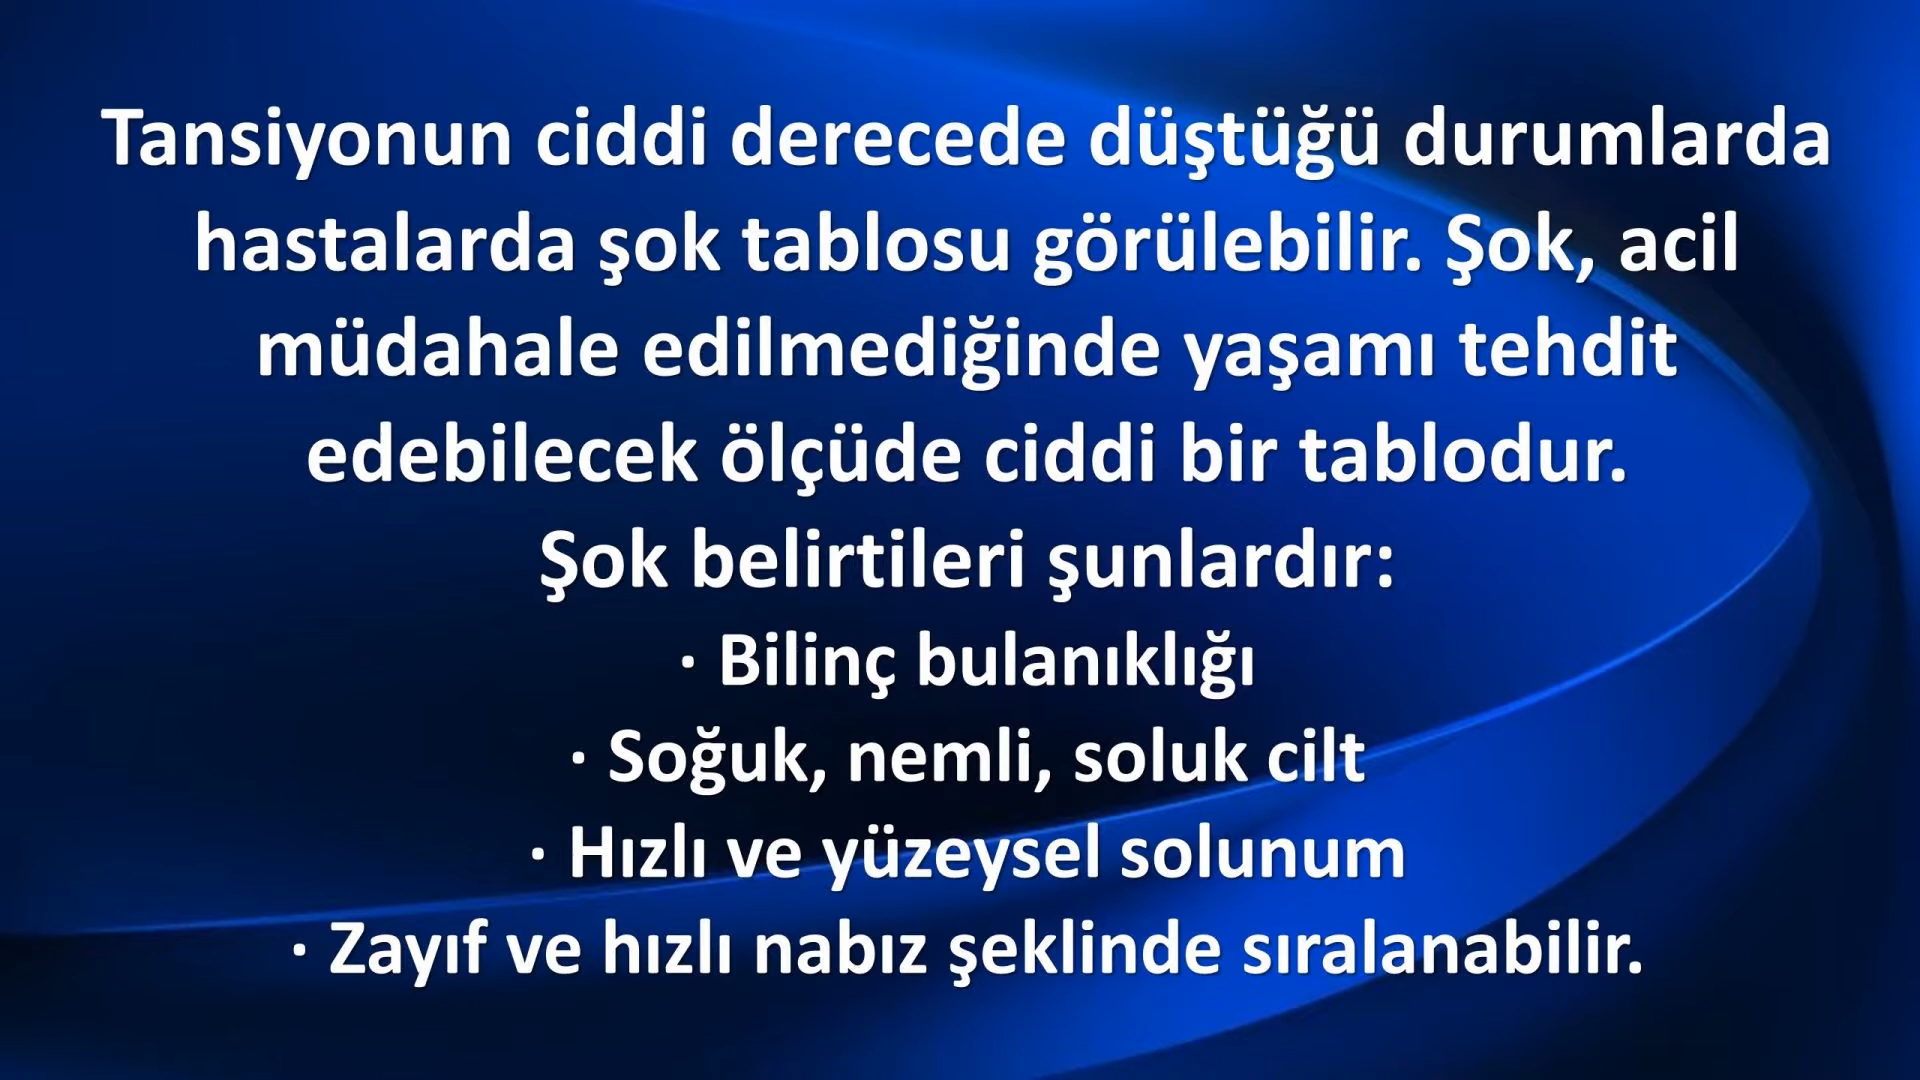 Tansiyonun ciddi derecede düştüğü durumlarda
hastalarda şok tablosu görülebilir. Şok, acil
müdahale edilmediğinde yaşamı tehdit
edebilecek ölçüde ciddi bir tablodur.
Şok belirtileri şunlardır:
· Bilinç bulanıklığı
· Soğuk, nemli, soluk cilt
· Hızlı ve yüzeysel solunum
· Zayıf ve hızlı nabız şeklinde sıralanabilir.